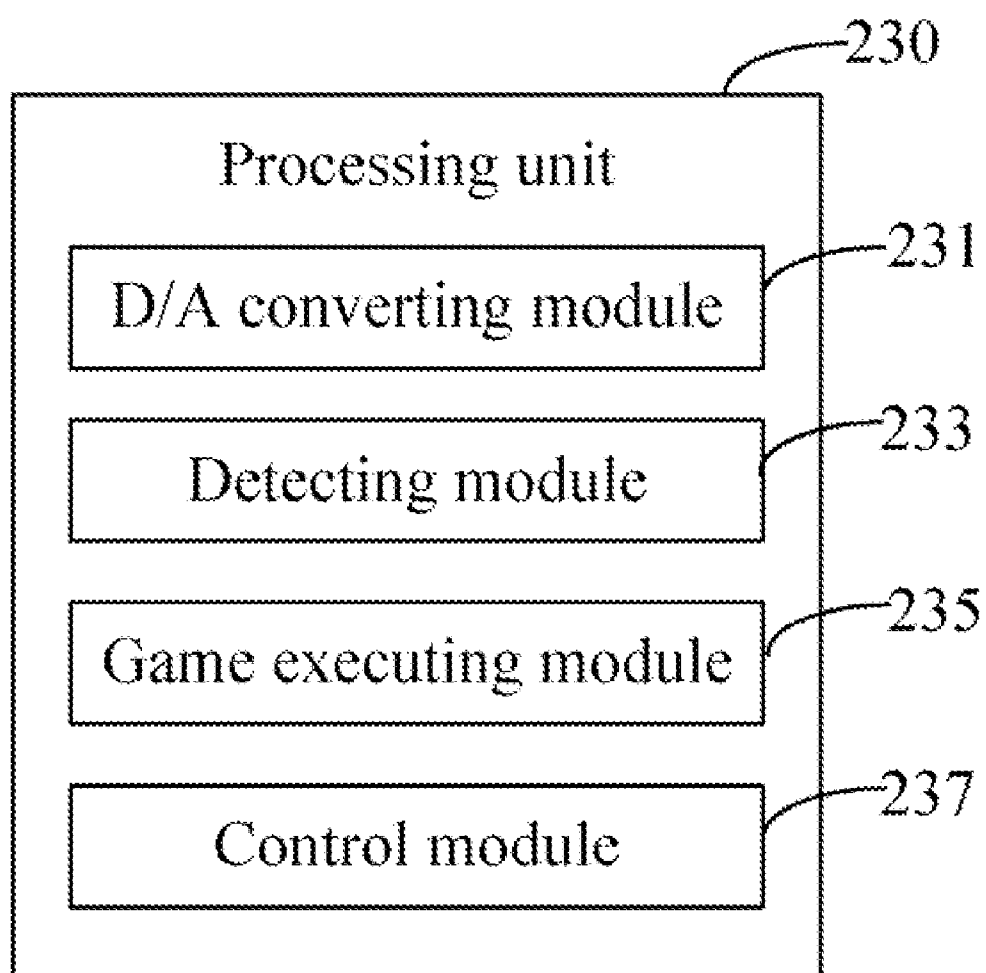 230
Processing unit
231
D/A converting module
233
Detecting module
235
Game executing module
237
Control module